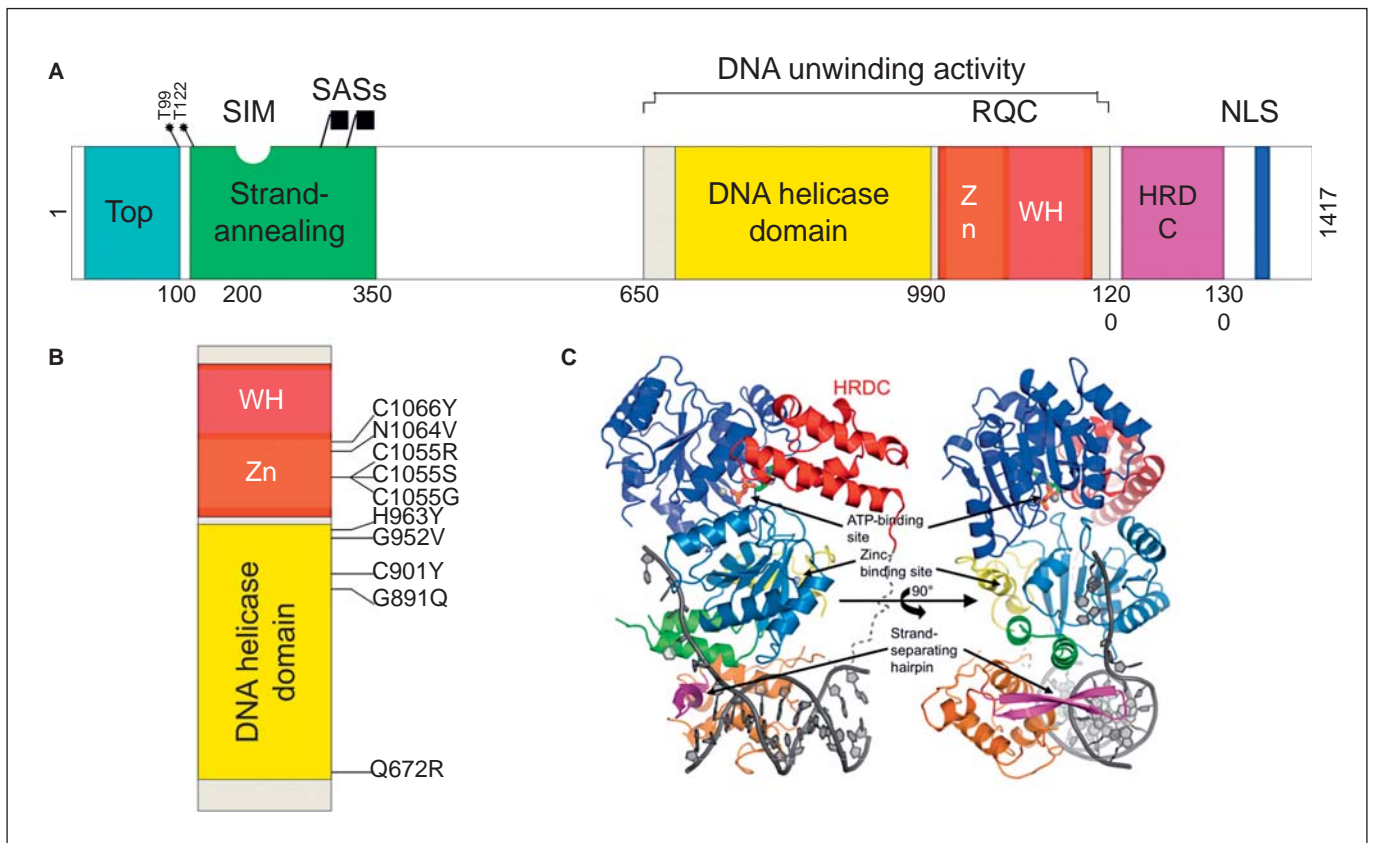 A
DNA unwinding activity
T99
T122
SIM
SASs
RQC
NLS
1
Top
Strand-
annealing
DNA helicase
domain
Z
n
WH
HRD
C
1417
100
200
350
650
990
120
0
130
0
B
WH
Zn
DNA helicase
domain
C1066Y
N1064V
C1055R
C1055S
C1055G
H963Y
G952V
C901Y
G891Q
Q672R
C
HRDC
ATP-binding
site
Zinc
binding site
90°
Strand-
separating
hairpin